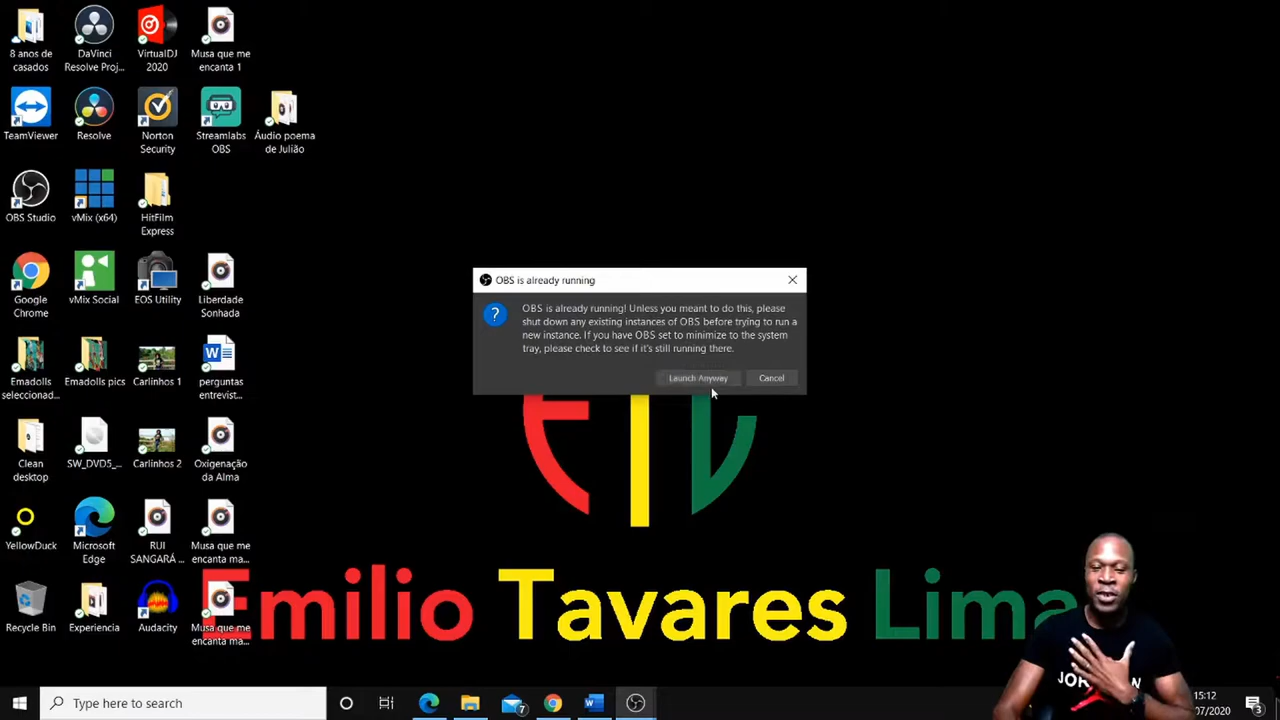 8 anos de
casados
DaVinci
Resolve Proj...
VirtualDJ
2020
Musa que me
encanta 1
TeamViewer
Resolve
Norton
Security
Streamlabs
OBS
Áudio poema
de Julião
OBS Studio
vMix (x64)
HitFilm
Express
Google
Chrome
vMix Social
EOS Utility
Liberdade
Sonhada
Emadolls
seleccionad...
Emadolls pics
Carlinhos 1
perguntas
entrevist...
Clean
desktop
SW_DVD5_...
Carlinhos 2
Oxigenação
da Alma
YellowDuck
Microsoft
Edge
RUI
SANGARÁ ...
Musa que me
encanta ma...
Recycle Bin
Experiencia
Audacity
Musa que me
encanta ma...
OBS is already running
OBS is already running! Unless you meant to do this, please
shut down any existing instances of OBS before trying to run a
new instance. If you have OBS set to minimize to the system
tray, please check to see if it's still running there.
Launch Anyway
Cancel
ETL
Emilio Tavares Lima
Type here to search
7
15:12
07/2020
3